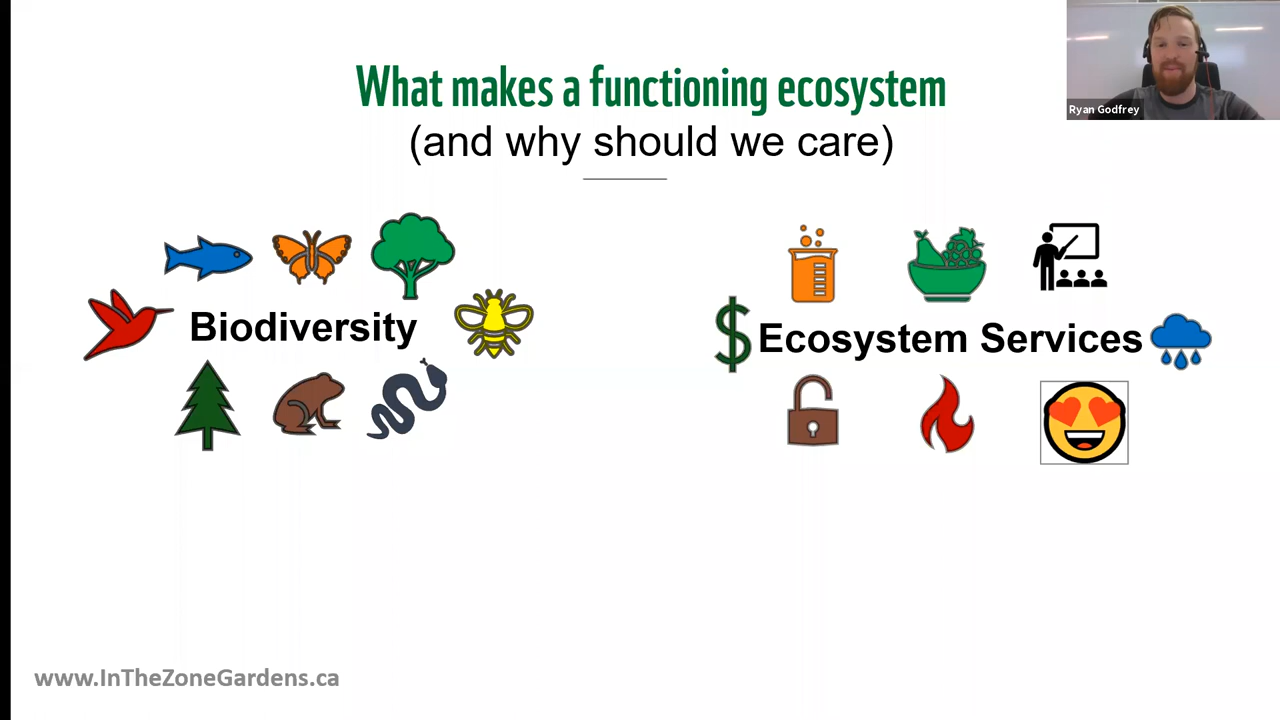 What makes a functioning ecosystem
(and why should we care)
Ryan Godfrey
Biodiversity
$ Ecosystem Services
www.InTheZoneGardens.ca